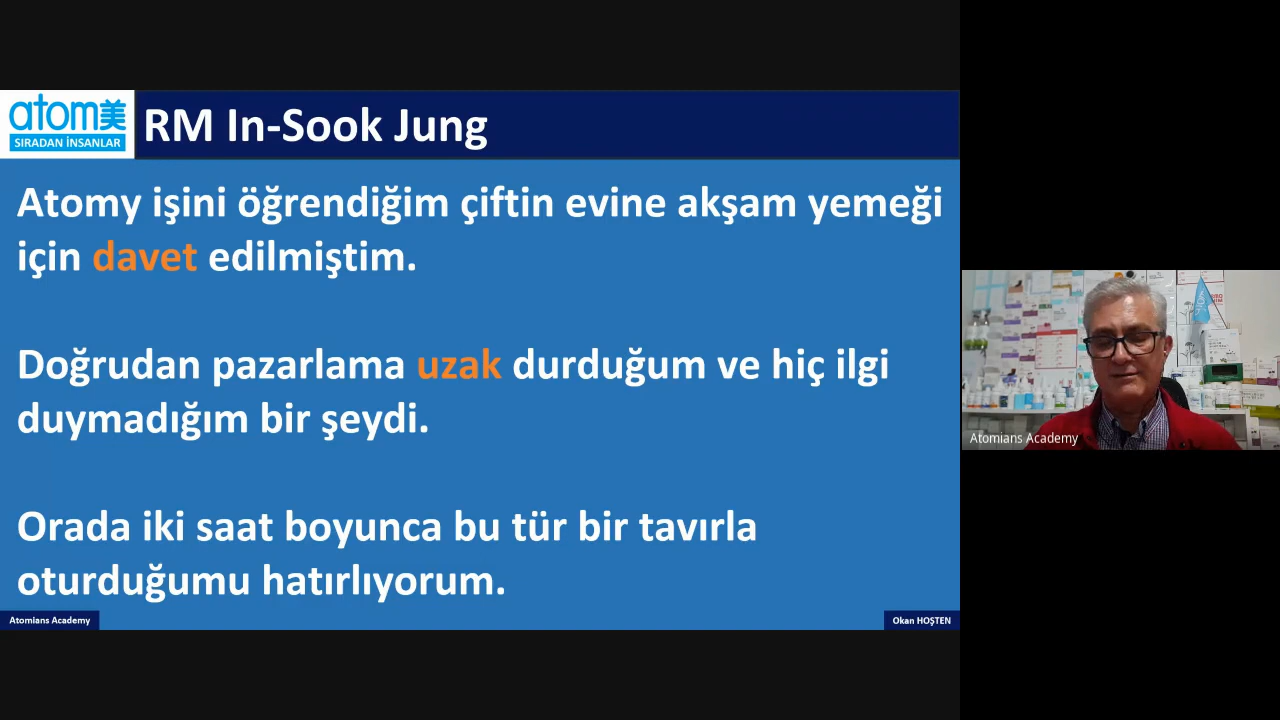 atom美
SIRADAN İNSANLAR
RM In-Sook Jung
Atomy işini öğrendiğim çiftin evine akşam yemeği
için davet edilmiştim.
Doğrudan pazarlama uzak durduğum ve hiç ilgi
duymadığım bir şeydi.
Orada iki saat boyunca bu tür bir tavırla
oturduğumu hatırlıyorum.
Atomians Academy
Okan HOŞTEN
Atomians Academy